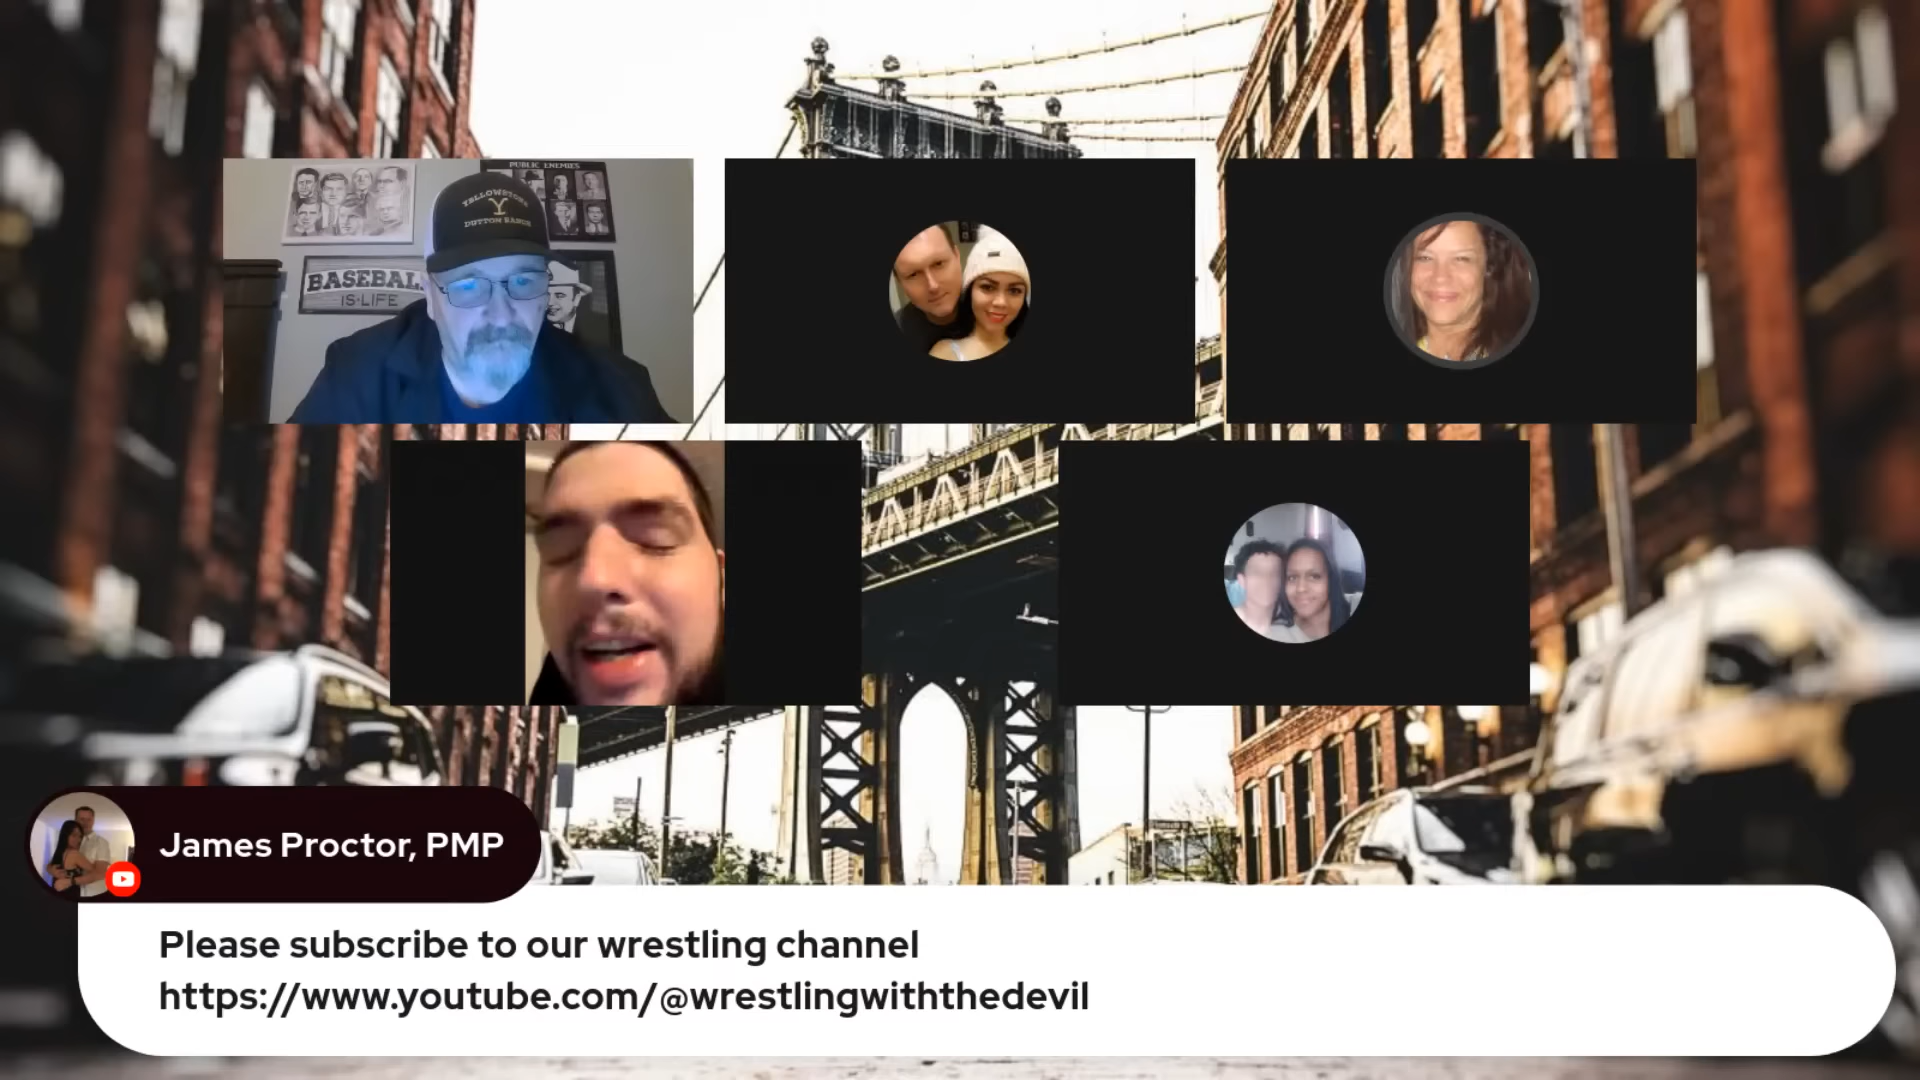 PUBLIC ENEMIES
YELLOWSTONE
Y
DUTTON RANCH
BASEBAL
IS LIFE
James Proctor, PMP
Please subscribe to our wrestling channel
https://www.youtube.com/@wrestlingwiththedevil